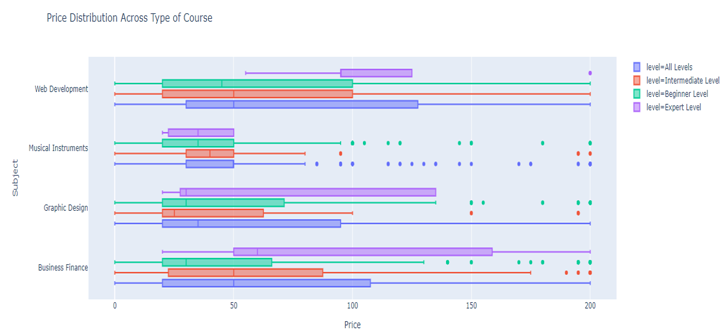 Price Distribution Across Type of Course
level=All Levels
level=Intermediate Level
level=Beginner Level
level=Expert Level
Subject
Web Development
Musical Instruments
Graphic Design
Business Finance
0 50 100 150 200
Price